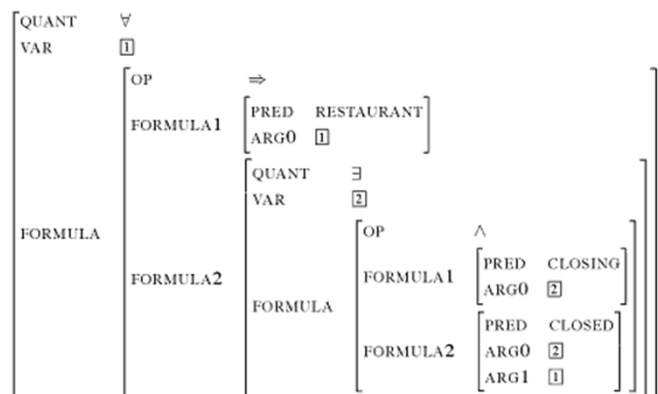 QUANT ∀
VAR 1
OP ⇒
FORMULA1 PRED RESTAURANT
ARG0 1
QUANT ∃
VAR 2
FORMULA
OP ∧
FORMULA1 PRED CLOSING
ARG0 2
FORMULA2
FORMULA
PRED CLOSED
FORMULA2 ARG0 2
ARG1 1